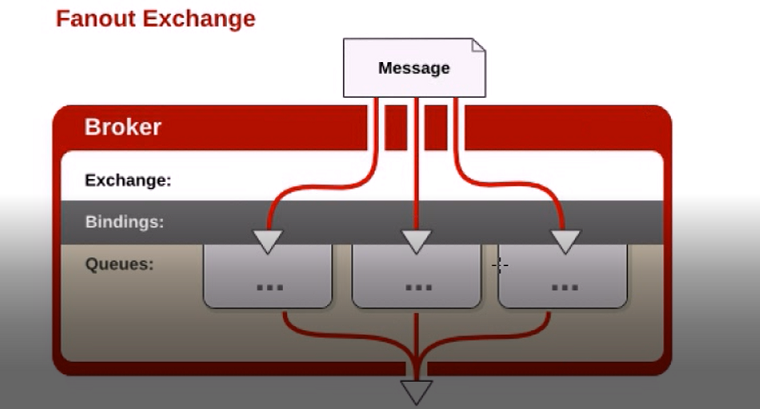 Fanout Exchange
Message
Broker
Exchange:
Bindings:
Queues:
... ... ...